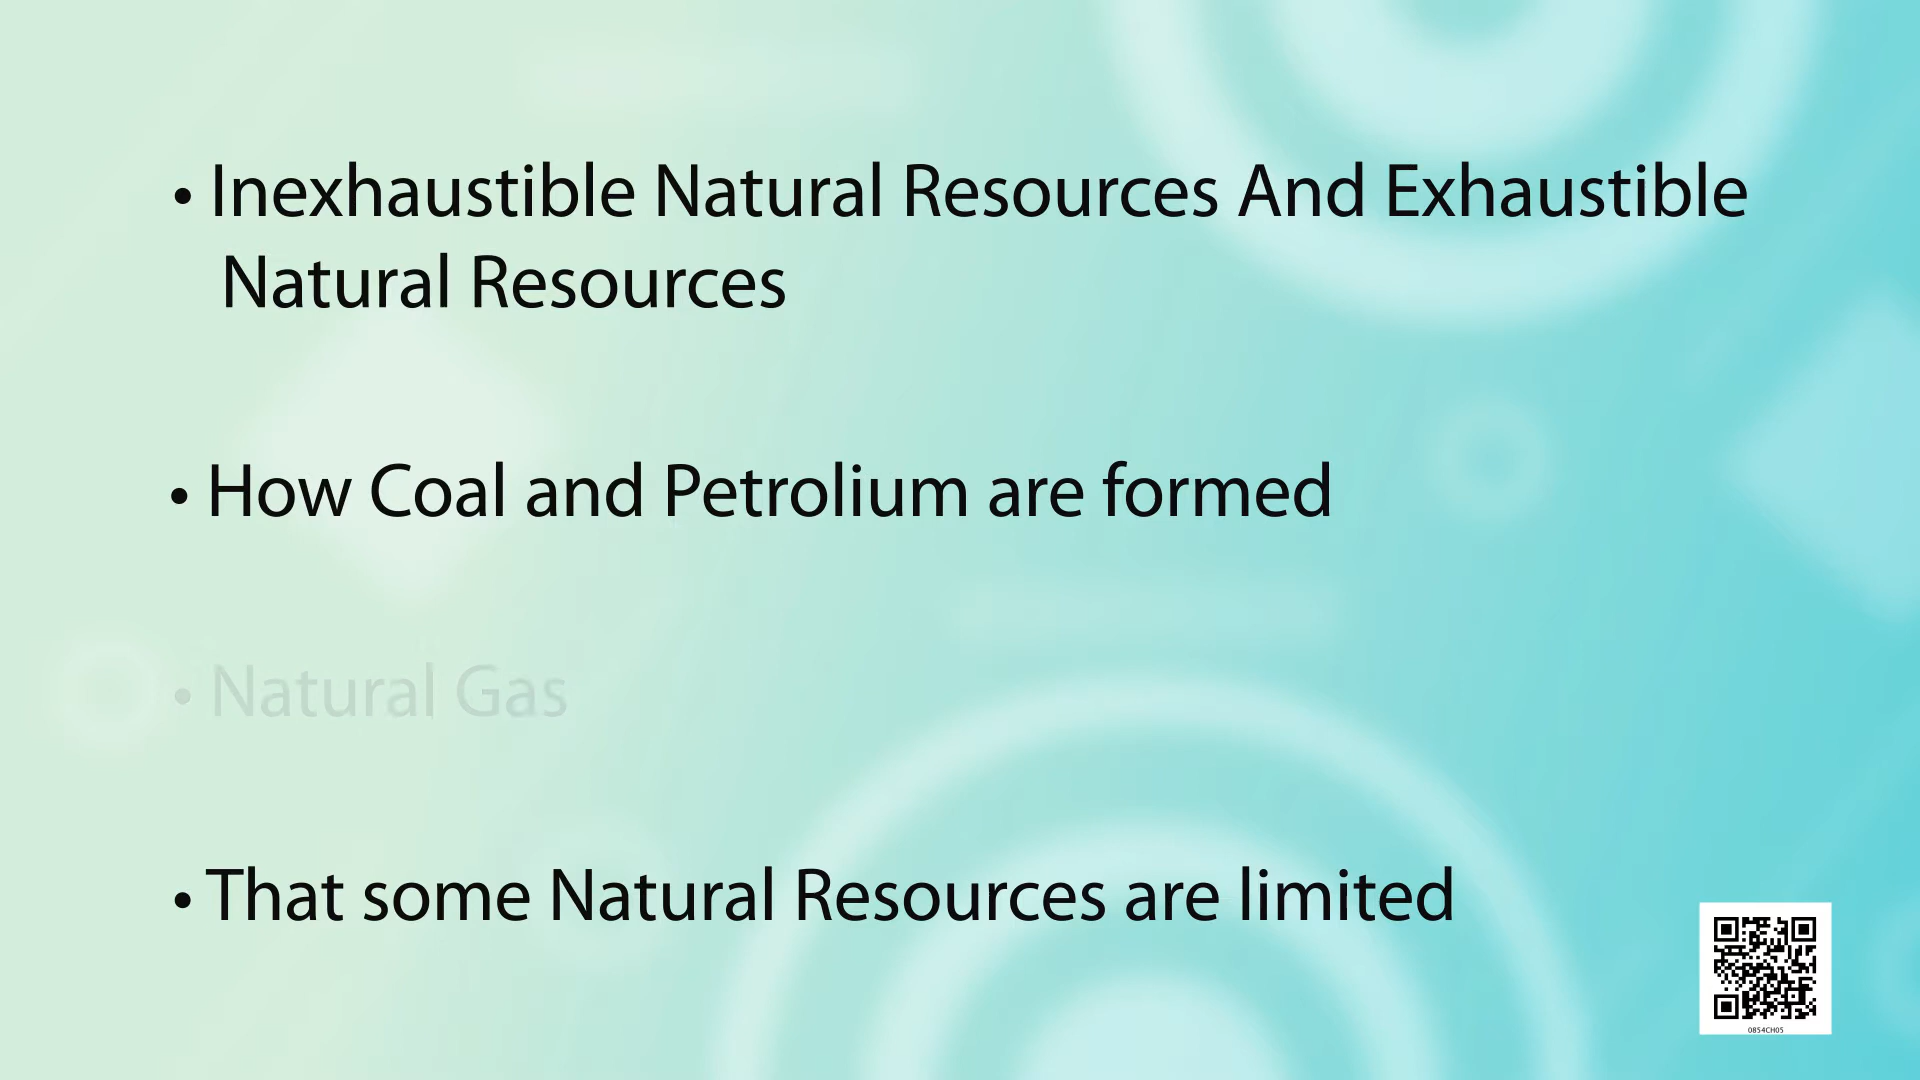 • Inexhaustible Natural Resources And Exhaustible
Natural Resources
• How Coal and Petrolium are formed
• Natural Gas
• That some Natural Resources are limited
0854CH05